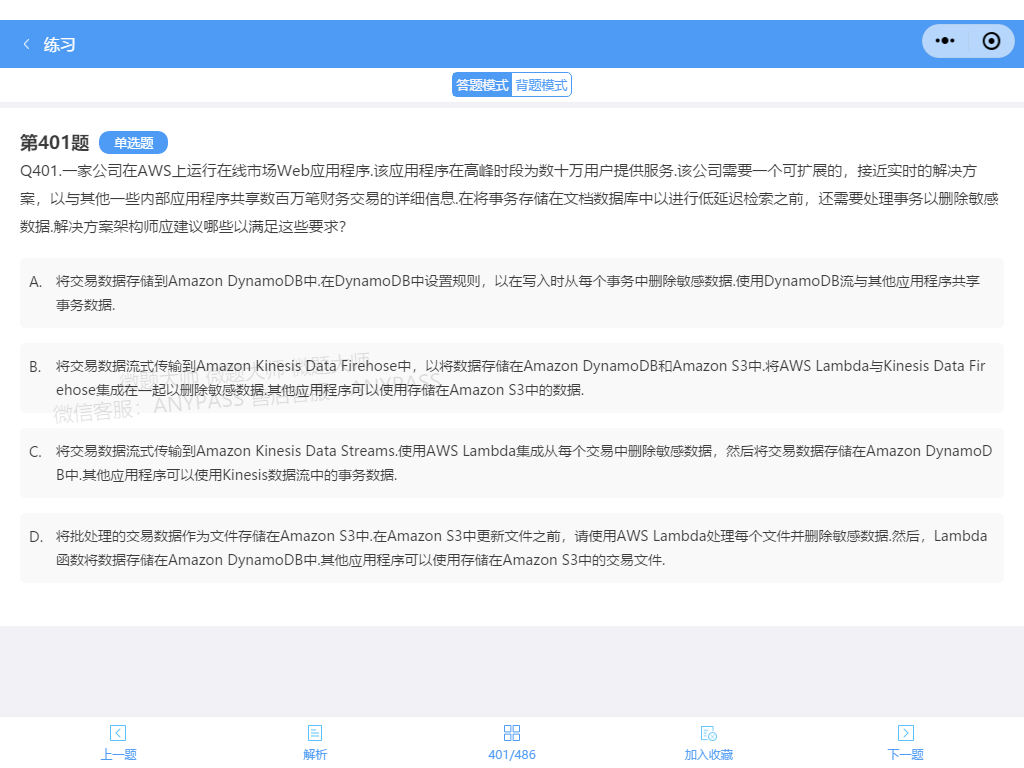 练习
答题模式 背题模式
第401题 单选题
Q401.一家公司在AWS上运行在线市场Web应用程序.该应用程序在高峰时段为数十万用户提供服务.该公司需要一个可扩展的，接近实时的解决方
案，以与其他一些内部应用程序共享数百万笔财务交易的详细信息.在将事务存储在文档数据库中以进行低延迟检索之前，还需要处理事务以删除敏感
数据.解决方案架构师应建议哪些以满足这些要求?
A. 将交易数据存储到Amazon DynamoDB中.在DynamoDB中设置规则，以在写入时从每个事务中删除敏感数据.使用DynamoDB流与其他应用程序共享
事务数据.
B. 将交易数据流式传输到Amazon Kinesis Data Firehose中，以将数据存储在Amazon DynamoDB和Amazon S3中.将AWS Lambda与Kinesis Data Fir
ehose集成在一起以删除敏感数据.其他应用程序可以使用存储在Amazon S3中的数据.
微题大师 微题大师 微题大师
微信客服：ANYPASS 售后客服：ANYPASS
C. 将交易数据流式传输到Amazon Kinesis Data Streams.使用AWS Lambda集成从每个交易中删除敏感数据，然后将交易数据存储在Amazon DynamoD
B中.其他应用程序可以使用Kinesis数据流中的事务数据.
D. 将批处理的交易数据作为文件存储在Amazon S3中.在Amazon S3中更新文件之前，请使用AWS Lambda处理每个文件并删除敏感数据.然后，Lambda
函数将数据存储在Amazon DynamoDB中.其他应用程序可以使用存储在Amazon S3中的交易文件.
上一题 解析 401/486 加入收藏 下一题